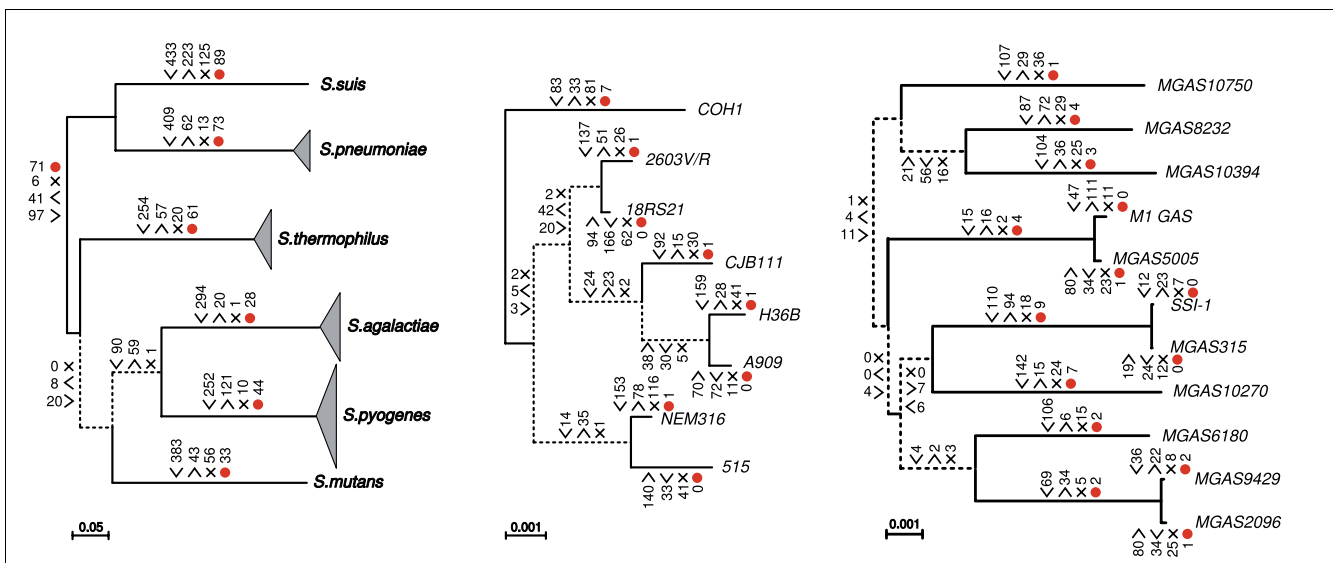 433 223 125 89
S.suis
409 62 13 73
S.pneumoniae
71
6 ×
41 <
97 >
254 57 20 61
S.thermophilus
294 20 1 28
S.agalactiae
90 59 1
252 121 10 44
S.pyogenes
0 ×
8 <
20 >
383 43 56 33
S.mutans
0.05
83 33 81 7
COH1
137 51 26 1
2603V/R
2 ×
42 <
20 >
18RS21
94 166 62 0
92 15 30 1
CJB111
2 ×
5 <
3 >
24 23 2
159 28 41 1
H36B
38 30 5
A909
70 72 11 0
153 78 116 1
NEM316
14 35 1
515
140 33 41 0
0.001
107 29 36 1
MGAS10750
87 72 29 4
MGAS8232
104 36 25 3
MGAS10394
21 56 16
1 ×
4 <
11 >
47 111 11 0
M1 GAS
15 16 2 4
MGAS5005
80 34 23 1
12 23 7 0
SSI-1
110 94 18 9
MGAS315
19 24 12 0
0 ×
0 <
4 >
× 0
> 7
< 6
142 15 24 7
MGAS10270
106 6 15 2
MGAS6180
4 2 3
36 22 8 2
MGAS9429
69 34 5 2
MGAS2096
80 34 25 1
0.001